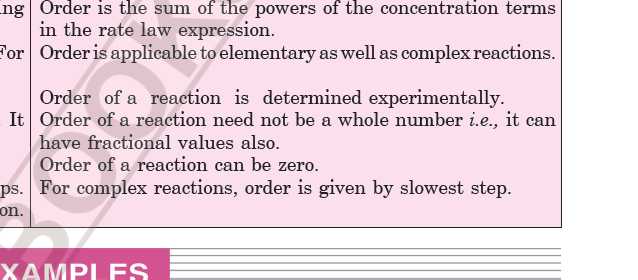 ing Order is the sum of the powers of the concentration terms
in the rate law expression.
For Order is applicable to elementary as well as complex reactions.
Order of a reaction is determined experimentally.
It Order of a reaction need not be a whole number i.e., it can
have fractional values also.
Order of a reaction can be zero.
ps. For complex reactions, order is given by slowest step.
on.
BOOK
XAMPLES